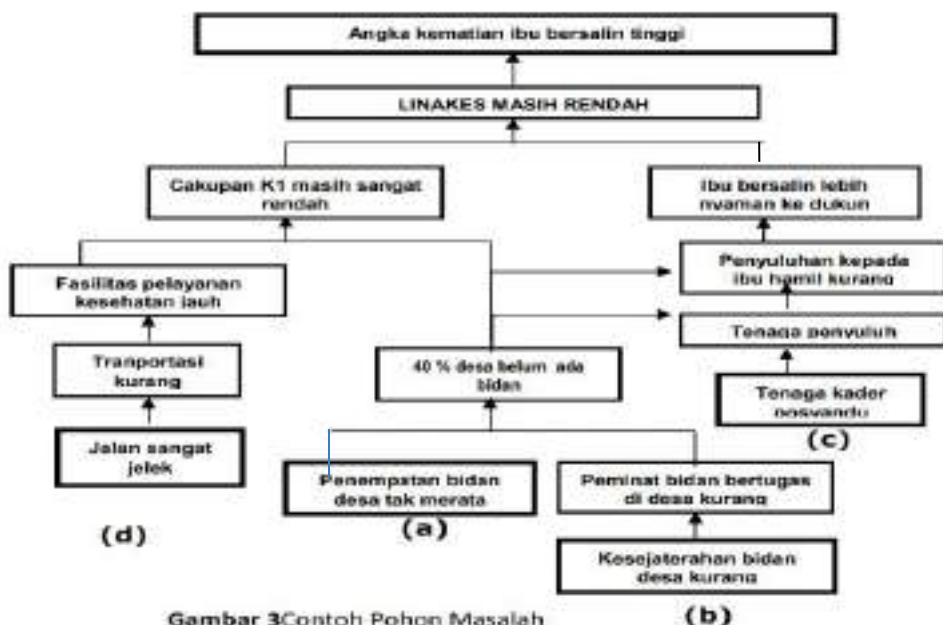 Angka kematian ibu bersalin tinggi
LINAKES MASIH RENDAH
Cakupan K1 masih sangat
rendah
Ibu bersalin lebih
nyaman ke dukun
Fasilitas pelayanan
kesehatan jauh
Penyuluhan kepada
ibu hamil kurang
Tranportasi
kurang
40 % desa belum ada
bidan
Tenaga penyuluh
Jalan sangat
jelek
Tenaga kader
posyandu
(c)
Penempatan bidan
desa tak merata
Peminat bidan bertugas
di desa kurang
(d)
(a)
Kesejaterahan bidan
desa kurang
(b)
Gambar 3Contoh Pohon Masalah